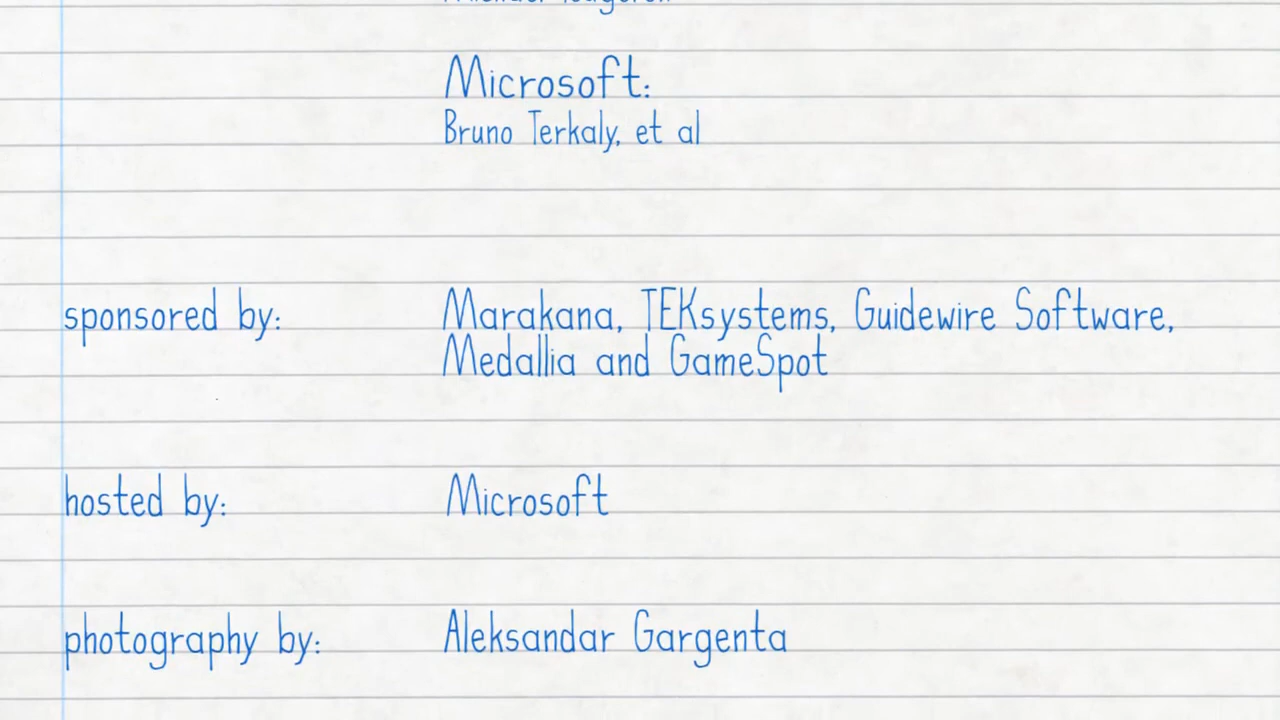 Microsoft:
Bruno Terkaly, et al
sponsored by: Marakana, TEKsystems, Guidewire Software,
Medallia and GameSpot
hosted by: Microsoft
photography by: Aleksandar Gargenta